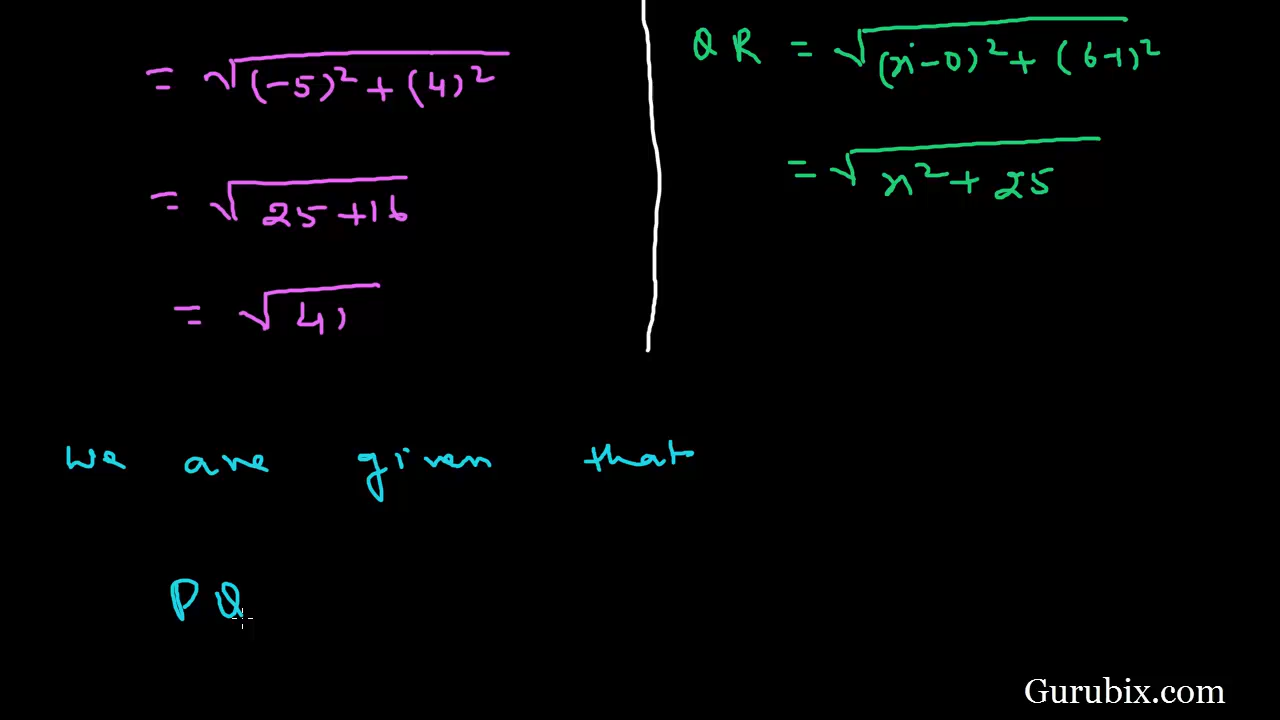 = √(-5)² + (4)²
= √25 + 16
= √41
QR = √(x-0)² + (6-1)²
= √x² + 25
We are given that
PQ
Gurubix.com